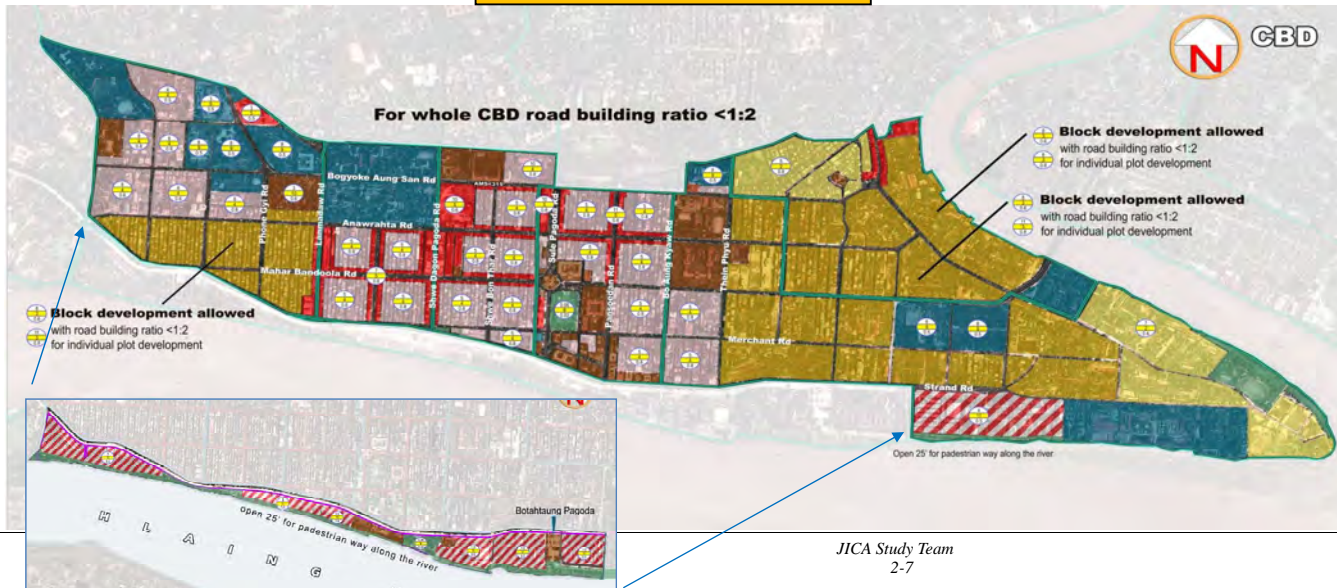 N
CBD
For whole CBD road building ratio <1:2
Block development allowed
with road building ratio <1:2
for individual plot development
Block development allowed
with road building ratio <1:2
for individual plot development
Bogyoke Aung San Rd
Anawrahta Rd
Mahar Bandoola Rd
Merchant Rd
Strand Rd
Phone Gyi Rd
Lanmadaw Rd
Shwe Dagon Pagoda Rd
Sule Pagoda Rd
Pansoedan Rd
Bo Aung Kyaw Rd
Thein Phyu Rd
Block development allowed
with road building ratio <1:2
for individual plot development
Open 25' for padestrian way along the river
N
Botahtaung Pagoda
open 25' for padestrian way along the river
H L A I N G
JICA Study Team
2-7